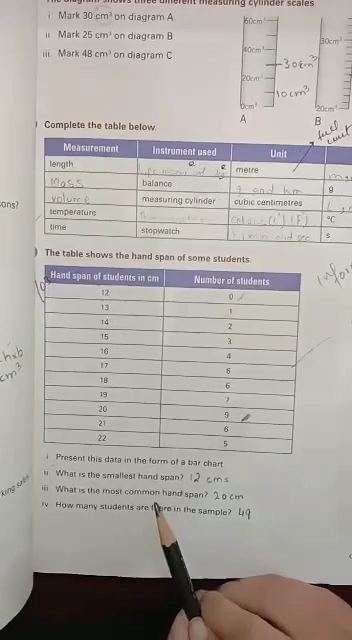 The diagram shows three different measuring cylinder scales
i Mark 30 cm³ on diagram A
ii Mark 25 cm³ on diagram B
iii Mark 48 cm³ on diagram C
60cm³
40cm³
30cm³
20cm³
10cm³
0cm³
A
30cm³
20cm³
B
Complete the table below.
Measurement Instrument used Unit
length metre
Mass balance g
volume measuring cylinder cubic centimetres
temperature °C
time stopwatch s
The table shows the hand span of some students.
Hand span of students in cm Number of students
12 0
13 1
14 2
15 3
16 4
17 6
18 6
19 7
20 9
21 6
22 5
i Present this data in the form of a bar chart
ii What is the smallest hand span? 12 cms
iii What is the most common hand span? 20cm
iv How many students are there in the sample? 49
ons?
cm³